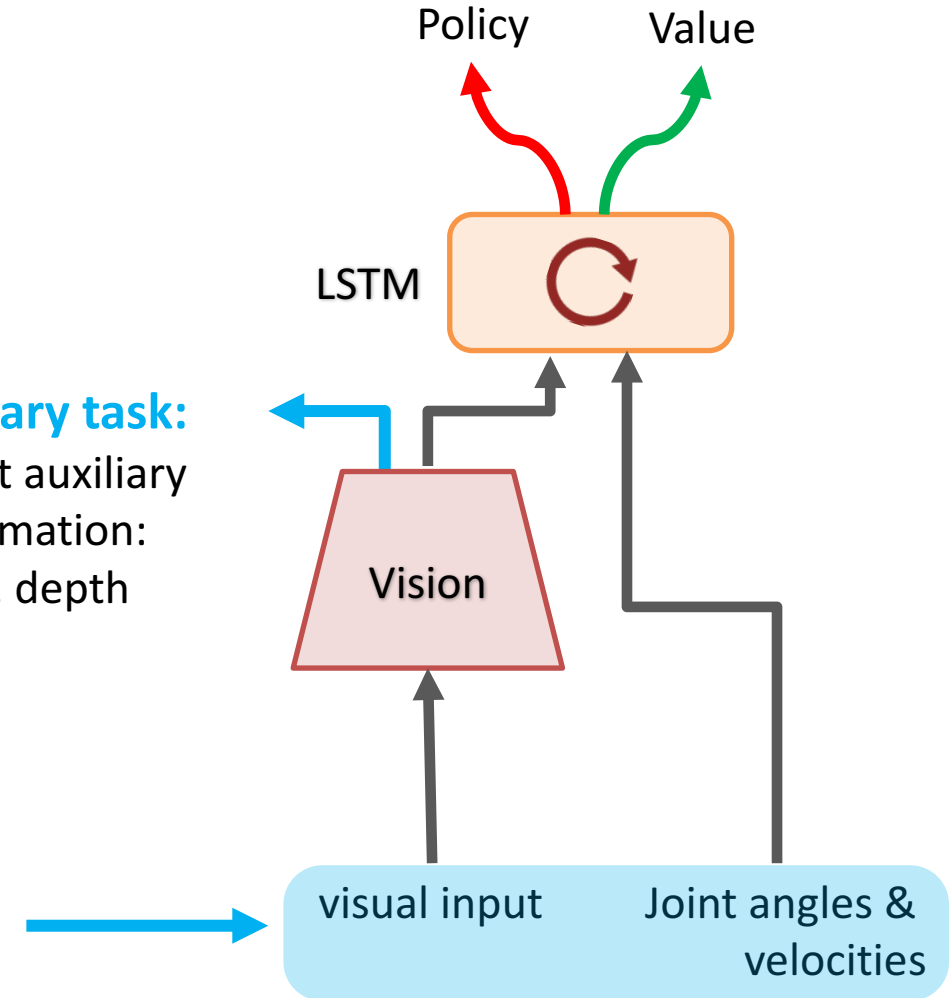 Policy Value
LSTM
ary task:
t auxiliary
mation:
depth
Vision
visual input Joint angles &
velocities